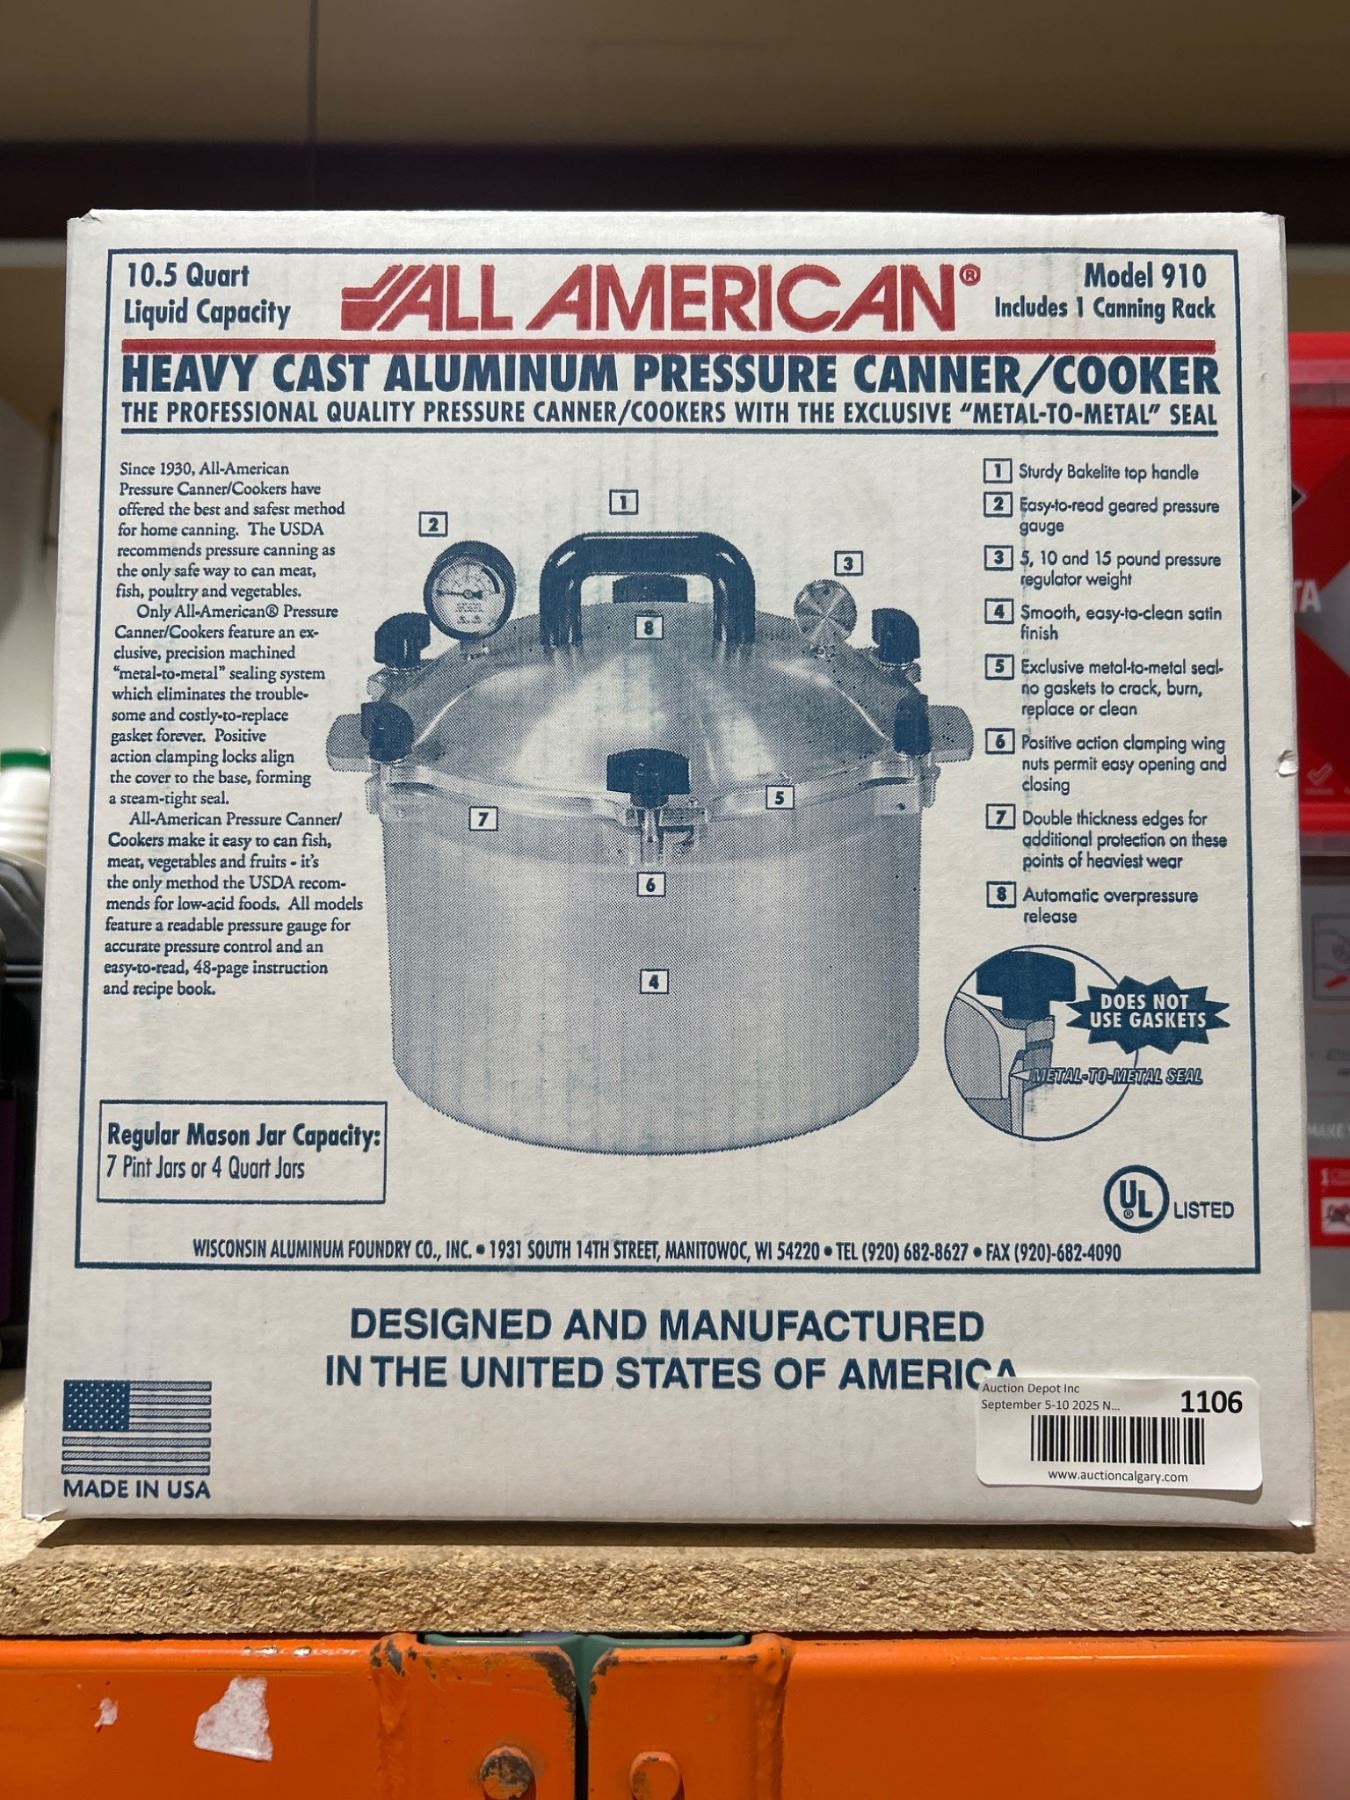 10.5 Quart
Liquid Capacity
ALL AMERICAN®
Model 910
Includes 1 Canning Rack
HEAVY CAST ALUMINUM PRESSURE CANNER/COOKER
THE PROFESSIONAL QUALITY PRESSURE CANNER/COOKERS WITH THE EXCLUSIVE “METAL-TO-METAL” SEAL
Since 1930, All-American
Pressure Canner/Cookers have
offered the best and safest method
for home canning. The USDA
recommends pressure canning as
the only safe way to can meat,
fish, poultry and vegetables.
Only All-American® Pressure
Canner/Cookers feature an ex-
clusive, precision machined
“metal-to-metal” sealing system
which eliminates the trouble-
some and costly-to-replace
gasket forever. Positive
action clamping locks align
the cover to the base, forming
a steam-tight seal.
All-American Pressure Canner/
Cookers make it easy to can fish,
meat, vegetables and fruits - it's
the only method the USDA recom-
mends for low-acid foods. All models
feature a readable pressure gauge for
accurate pressure control and an
easy-to-read, 48-page instruction
and recipe book.
1
2
3
8
5
7
6
4
1 Sturdy Bakelite top handle
2 Easy-to-read geared pressure
gauge
3 5, 10 and 15 pound pressure
regulator weight
4 Smooth, easy-to-clean satin
finish
5 Exclusive metal-to-metal seal-
no gaskets to crack, burn,
replace or clean
6 Positive action clamping wing
nuts permit easy opening and
closing
7 Double thickness edges for
additional protection on these
points of heaviest wear
8 Automatic overpressure
release
DOES NOT
USE GASKETS
METAL-TO-METAL SEAL
Regular Mason Jar Capacity:
7 Pint Jars or 4 Quart Jars
UL® LISTED
WISCONSIN ALUMINUM FOUNDRY CO., INC. • 1931 SOUTH 14TH STREET, MANITOWOC, WI 54220 • TEL (920) 682-8627 • FAX (920)-682-4090
DESIGNED AND MANUFACTURED
IN THE UNITED STATES OF AMERICA
MADE IN USA
Auction Depot Inc
September 5-10 2025 N...
1106
www.auctioncalgary.com
TA